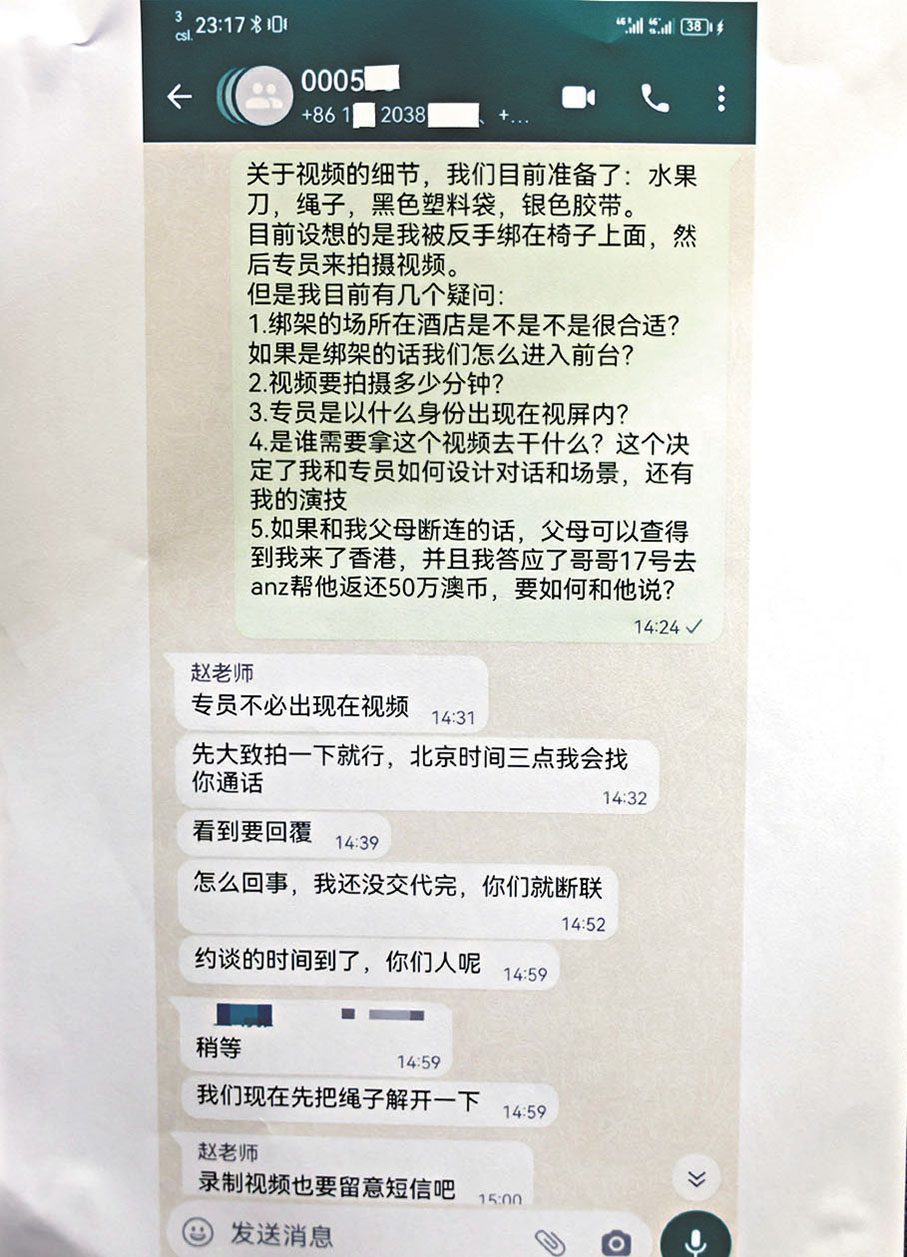 3
csl. 23:17
38
0005
+86 1 2038 、+...
关于视频的细节，我们目前准备了：水果
刀，绳子，黑色塑料袋，银色胶带。
目前设想的是我被反手绑在椅子上面，然
后专员来拍摄视频。
但是我目前有几个疑问：
1.绑架的场所在酒店是不是不是很合适？
如果是绑架的话我们怎么进入前台？
2.视频要拍摄多少分钟？
3.专员是以什么身份出现在视屏内？
4.是谁需要拿这个视频去干什么？这个决
定了我和专员如何设计对话和场景，还有
我的演技
5.如果和我父母断连的话，父母可以查得
到我来了香港，并且我答应了哥哥17号去
anz帮他返还50万澳币，要如何和他说？
14:24
赵老师
专员不必出现在视频 14:31
先大致拍一下就行，北京时间三点我会找
你通话
14:32
看到要回覆 14:39
怎么回事，我还没交代完，你们就断联
14:52
约谈的时间到了，你们人呢 14:59
稍等
14:59
我们现在先把绳子解开一下 14:59
赵老师
录制视频也要留意短信吧 15:00
发送消息